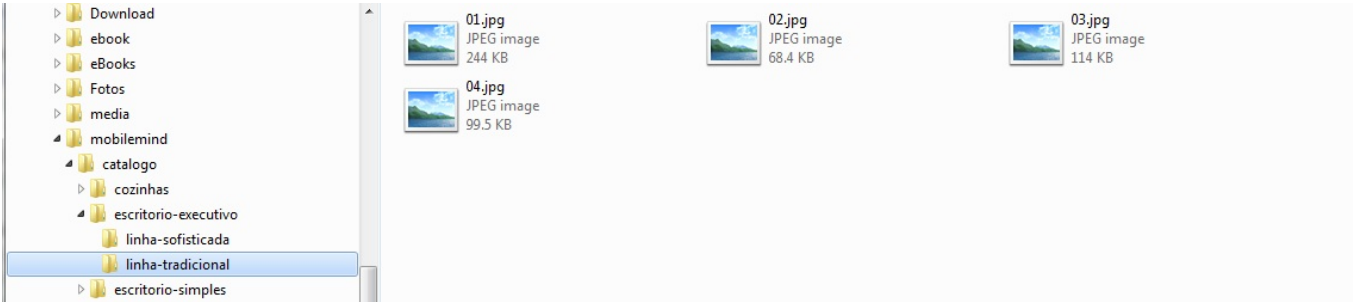 Download
ebook
eBooks
Fotos
media
mobilemind
catalogo
cozinhas
escritorio-executivo
linha-sofisticada
linha-tradicional
escritorio-simples
01.jpg
JPEG image
244 KB
02.jpg
JPEG image
68.4 KB
03.jpg
JPEG image
114 KB
04.jpg
JPEG image
99.5 KB